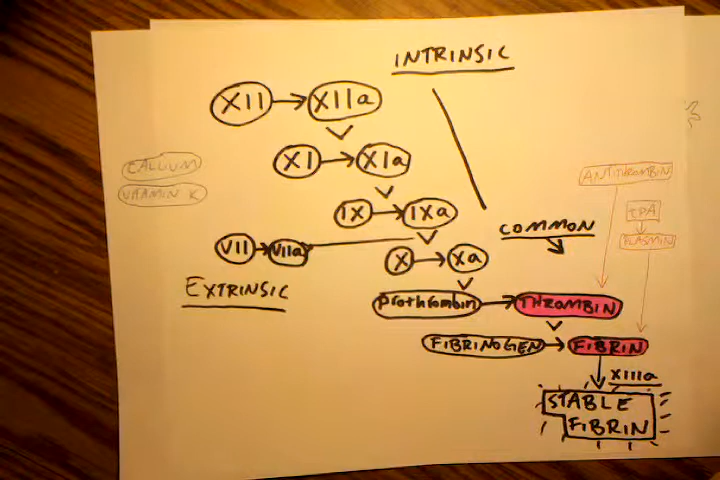 INTRINSIC
XII XIIa
XI XIa
CALCIUM
VITAMIN K
ANTITHROMBIN
IX IXa
tPA
COMMON
PLASMIN
VII VIIa
X Xa
EXTRINSIC
Prothrombin THROMBIN
FIBRINOGEN FIBRIN
XIIIa
STABLE
FIBRIN